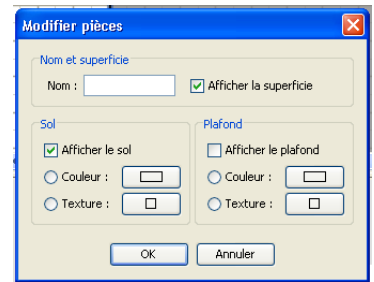 Modifier pièces
Nom et superficie
Nom :
Afficher la superficie
Sol
Afficher le sol
Couleur :
Texture :
Plafond
Afficher le plafond
Couleur :
Texture :
OK
Annuler